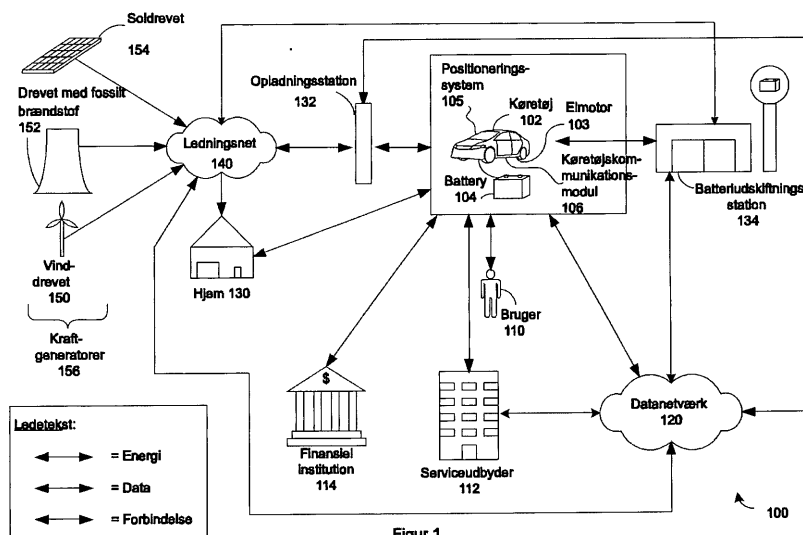 Soldrevet
154
Drevet med fossilt
brændstof
152
Ledningsnet
140
Vind-
drevet
150
Kraft-
generatorer
156
Hjem 130
Opladningsstation
132
Positionerings-
system
105
Køretøj
102
Elmotor
103
Battery
104
Køretøjskom-
munikations-
modul
106
Batteriudskiftnings
station
134
Bruger
110
$
Finansiel
institution
114
Serviceudbyder
112
Datanetværk
120
Ledetekst:
= Energi
= Data
= Forbindelse
100
Figur 1